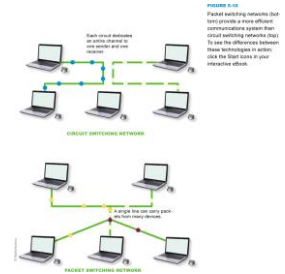 FIGURE 5-16
Packet switching networks (bot-
tom) provide a more efficient
communications system than
circuit switching networks (top).
To see the differences between
these technologies in action,
click the Start icons in your
interactive eBook.
Each circuit dedicates
an entire channel to
one sender and one
receiver.
CIRCUIT SWITCHING NETWORK
A single line can carry pack-
ets from many devices.
PACKET SWITCHING NETWORK